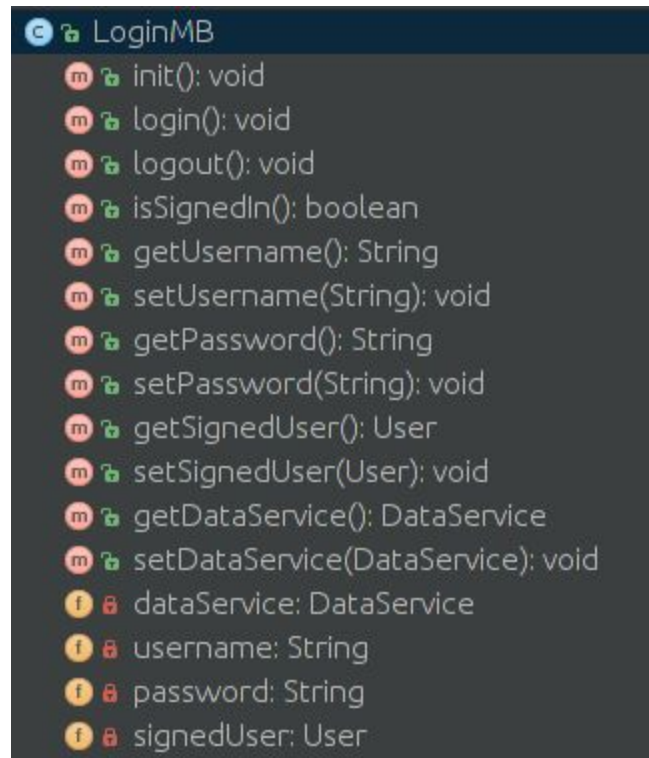 LoginMB
init(): void
login(): void
logout(): void
isSignedIn(): boolean
getUsername(): String
setUsername(String): void
getPassword(): String
setPassword(String): void
getSignedUser(): User
setSignedUser(User): void
getDataService(): DataService
setDataService(DataService): void
dataService: DataService
username: String
password: String
signedUser: User